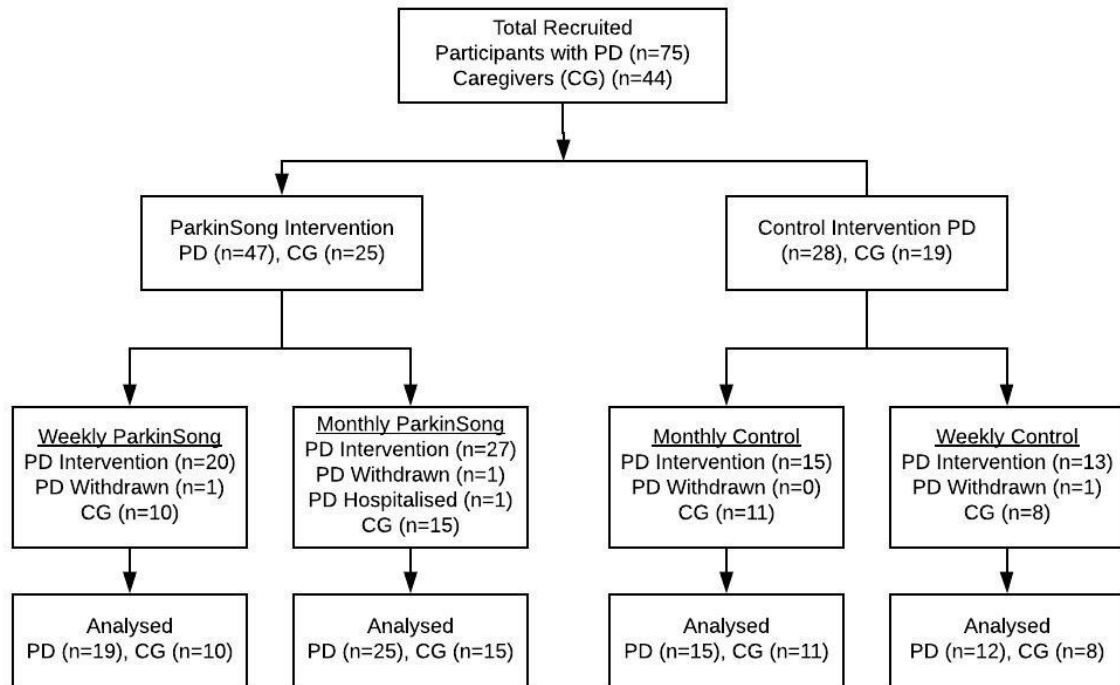 Total Recruited
Participants with PD (n=75)
Caregivers (CG) (n=44)
ParkinSong Intervention
PD (n=47), CG (n=25)
Control Intervention PD
(n=28), CG (n=19)
Weekly ParkinSong
PD Intervention (n=20)
PD Withdrawn (n=1)
CG (n=10)
Monthly ParkinSong
PD Intervention (n=27)
PD Withdrawn (n=1)
PD Hospitalised (n=1)
CG (n=15)
Monthly Control
PD Intervention (n=15)
PD Withdrawn (n=0)
CG (n=11)
Weekly Control
PD Intervention (n=13)
PD Withdrawn (n=1)
CG (n=8)
Analysed
PD (n=19), CG (n=10)
Analysed
PD (n=25), CG (n=15)
Analysed
PD (n=15), CG (n=11)
Analysed
PD (n=12), CG (n=8)